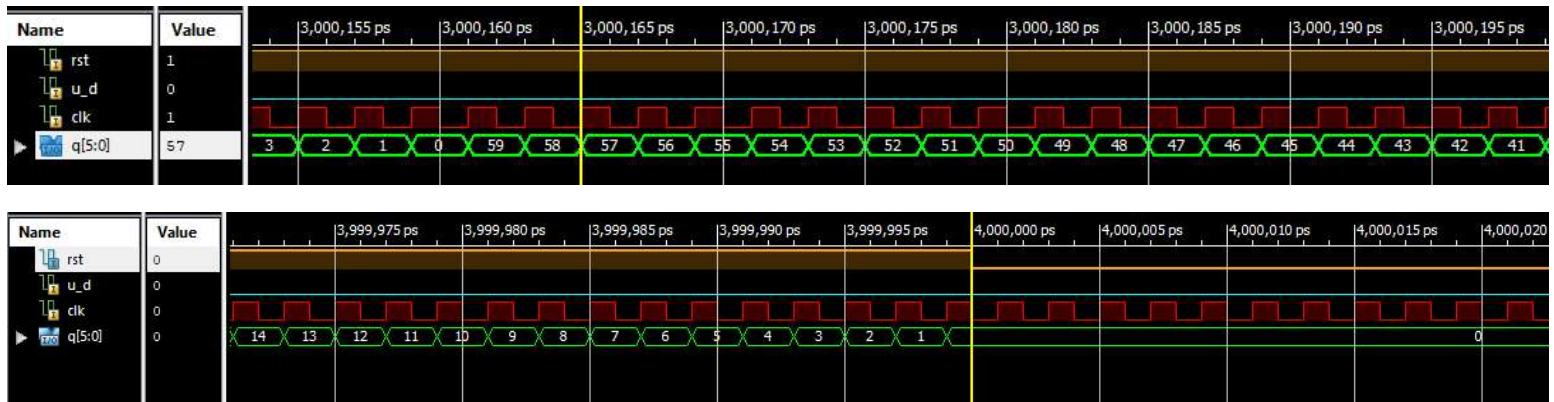 Name Value 3,000,155 ps 3,000,160 ps 3,000,165 ps 3,000,170 ps 3,000,175 ps 3,000,180 ps 3,000,185 ps 3,000,190 ps 3,000,195 ps
rst 1
u_d 0
clk 1
q[5:0] 57 3 2 1 0 59 58 57 56 55 54 53 52 51 50 49 48 47 46 45 44 43 42 41
Name Value 3,999,975 ps 3,999,980 ps 3,999,985 ps 3,999,990 ps 3,999,995 ps 4,000,000 ps 4,000,005 ps 4,000,010 ps 4,000,015 ps 4,000,020
rst 0
u_d 0
clk 0
q[5:0] 0 14 13 12 11 10 9 8 7 6 5 4 3 2 1 0